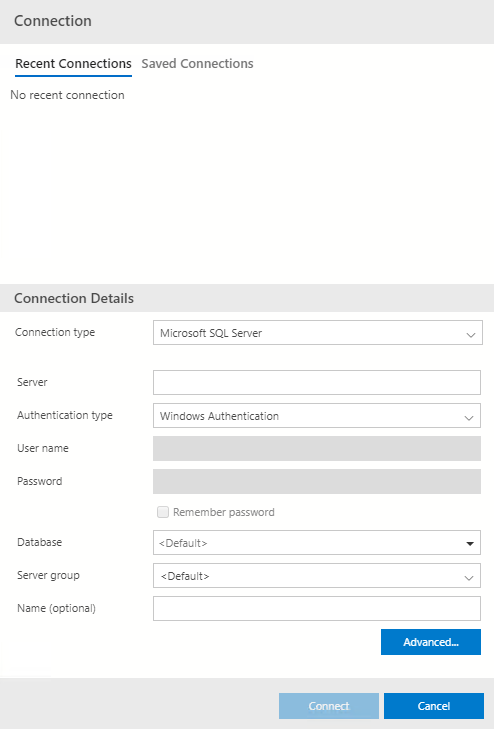 Connection
Recent Connections Saved Connections
No recent connection
Connection Details
Connection type Microsoft SQL Server
Server
Authentication type Windows Authentication
User name
Password
Remember password
Database <Default>
Server group <Default>
Name (optional)
Advanced...
Connect Cancel